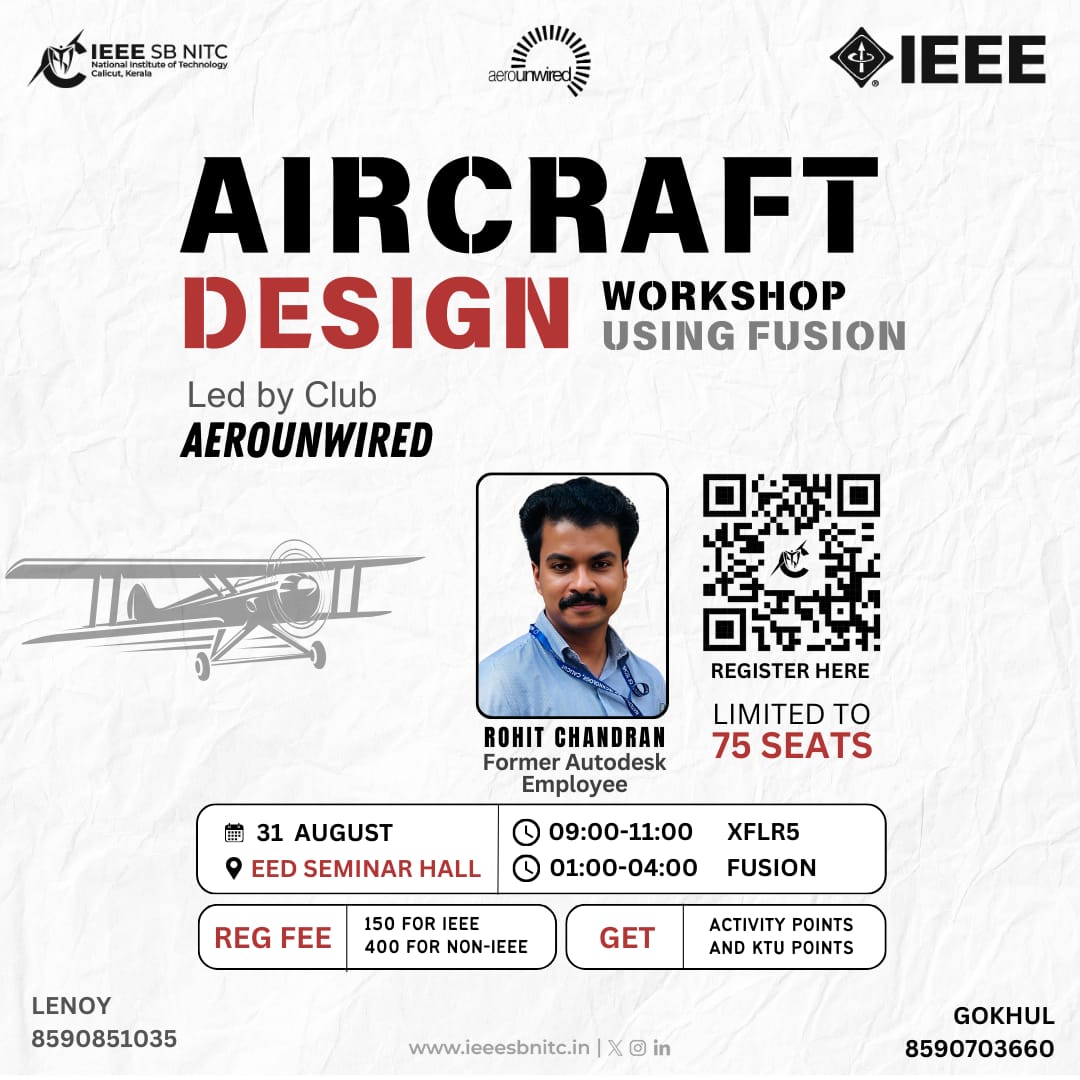 IEEE SB NITC
National Institute of Technology
Calicut, Kerala
aerounwired
IEEE
AIRCRAFT
DESIGN
WORKSHOP
USING FUSION
Led by Club
AEROUNWIRED
REGISTER HERE
LIMITED TO
75 SEATS
ROHIT CHANDRAN
Former Autodesk
Employee
31 AUGUST
EED SEMINAR HALL
09:00-11:00 XFLR5
01:00-04:00 FUSION
REG FEE
150 FOR IEEE
400 FOR NON-IEEE
GET
ACTIVITY POINTS
AND KTU POINTS
LENOY
8590851035
www.ieeesbnitc.in |
GOKHUL
8590703660